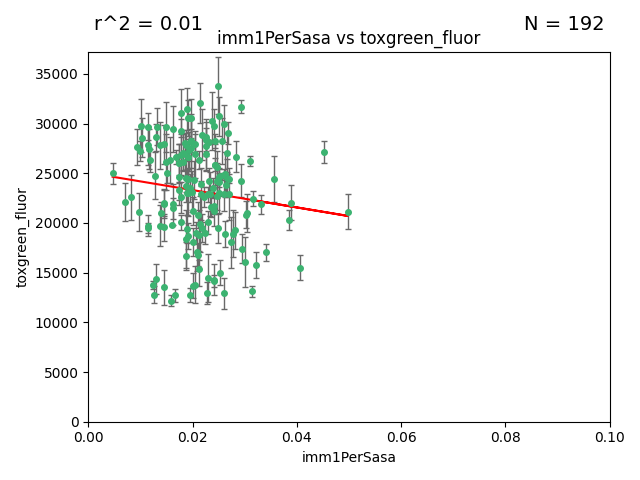 r^2 = 0.01
N = 192
imm1PerSasa vs toxgreen_fluor
35000
30000
25000
20000
15000
10000
5000
0
toxgreen_fluor
0.00 0.02 0.04 0.06 0.08 0.10
imm1PerSasa